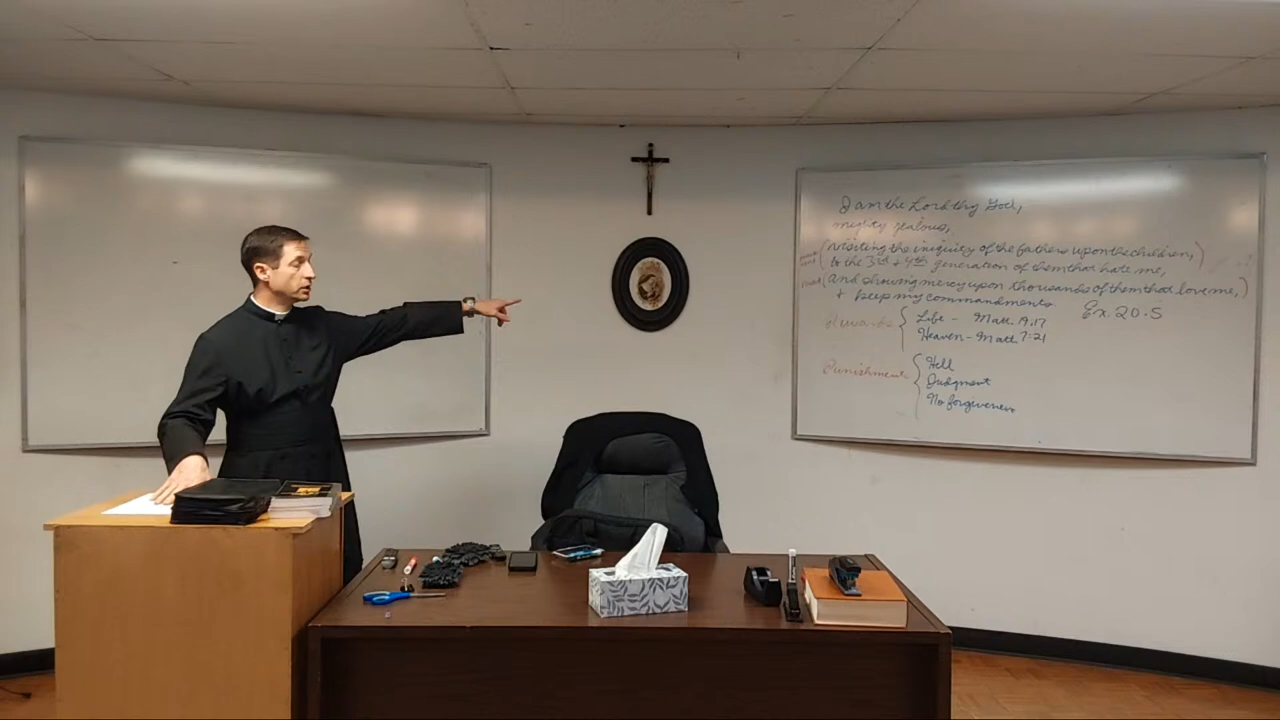 I am the Lord thy God,
mighty jealous,
(visiting the iniquity of the fathers upon the children,)
to the 3rd & 4th generation of them that hate me,
(and showing mercy upon thousands of them that love me,)
& keep my commandments. Ex. 20.5
Rewards { Life - Matt. 19.17
Heaven - Matt 7:21
Punishment { Hell
Judgment
No forgiveness